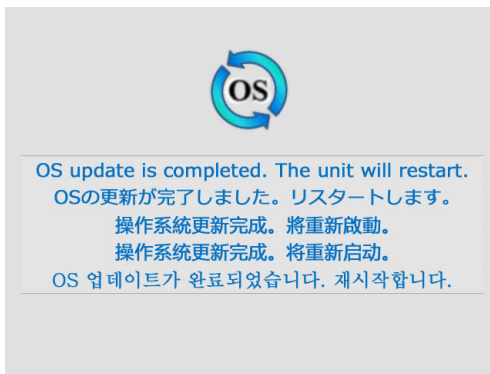 OS
OS update is completed. The unit will restart.
OSの更新が完了しました。リスタートします。
操作系統更新完成。將重新啟動。
操作系统更新完成。将重新启动。
OS 업데이트가 완료되었습니다. 재시작합니다.